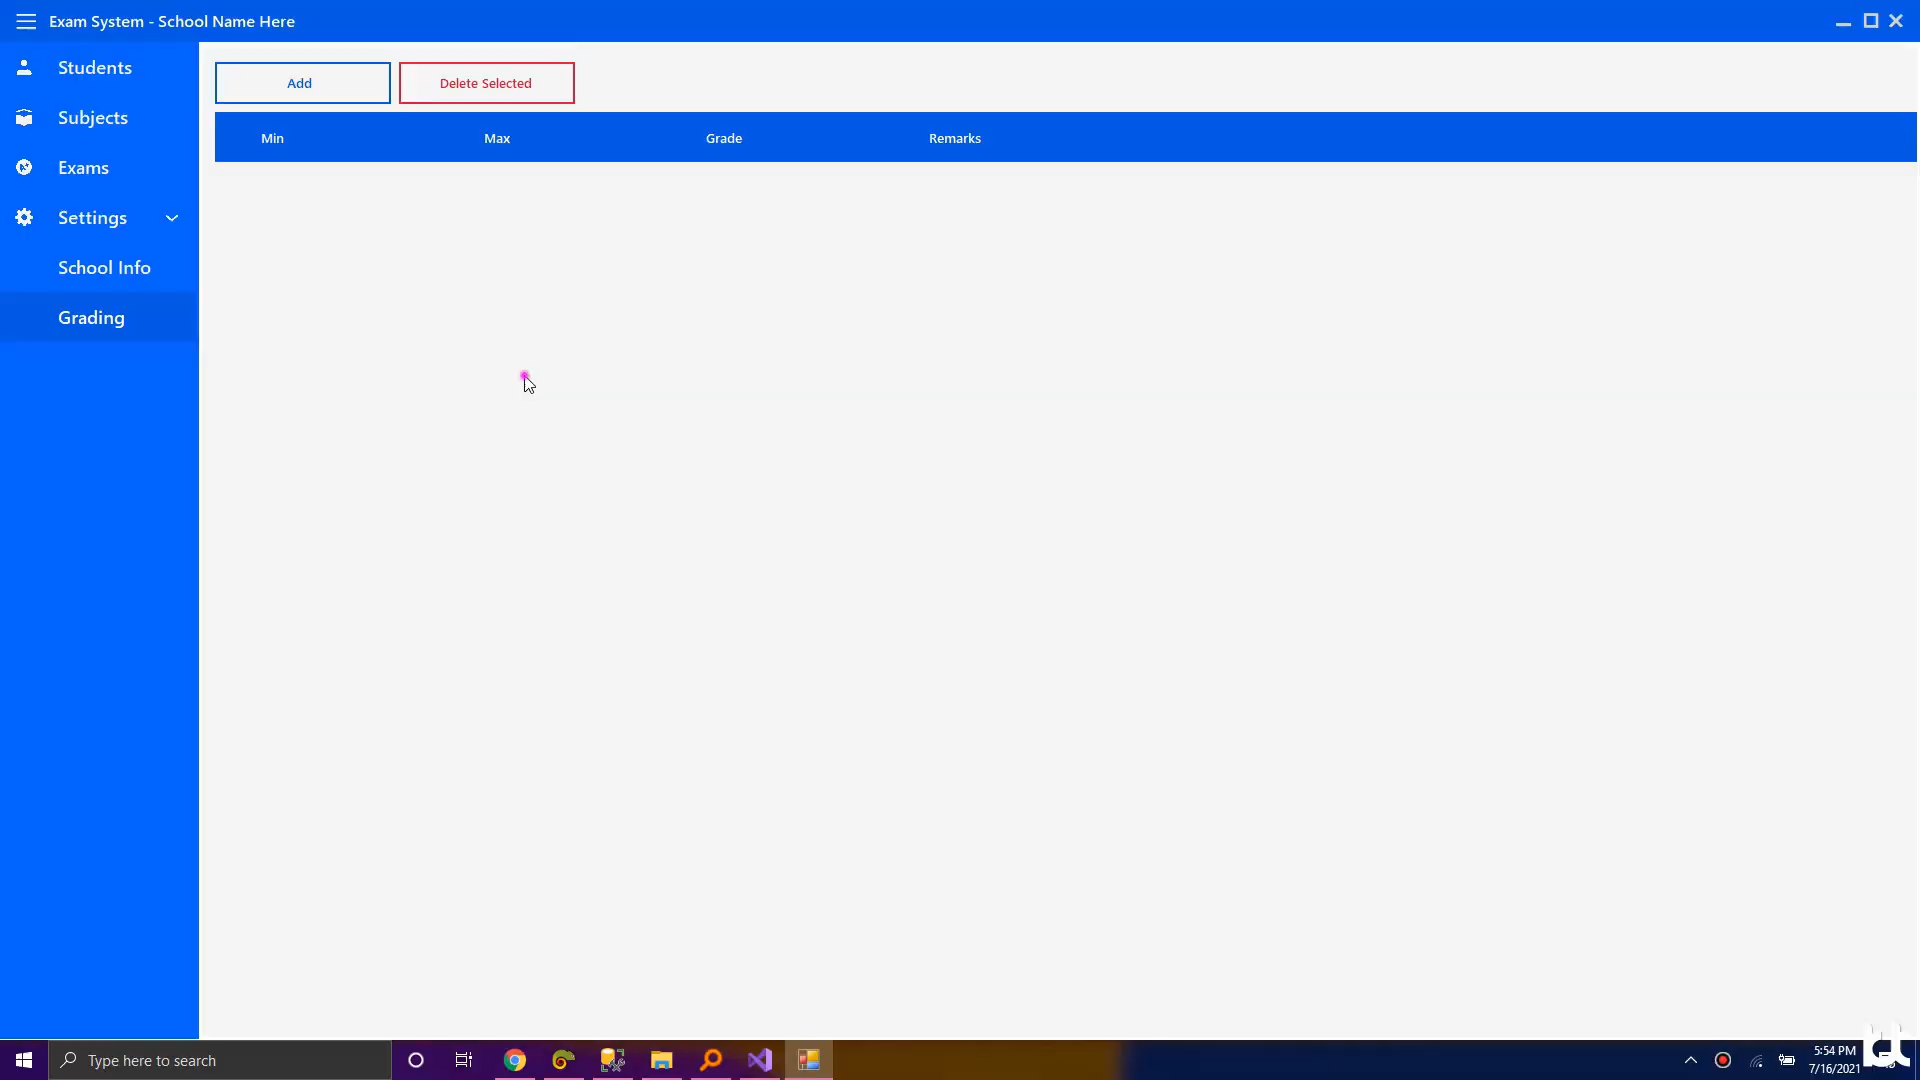 Exam System - School Name Here
Students
Subjects
Exams
Settings
School Info
Grading
Add
Delete Selected
Min
Max
Grade
Remarks
Type here to search
5:54 PM
7/16/2021